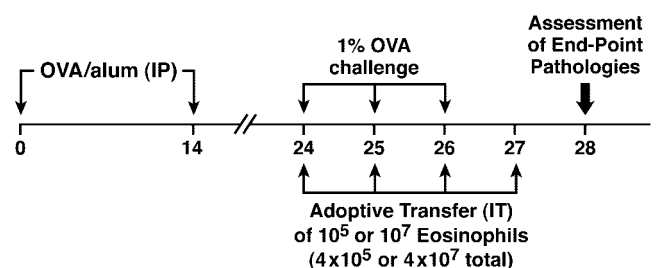 Assessment
of End-Point
Pathologies
1% OVA
challenge
OVA/alum (IP)
0 14 24 25 26 27 28
Adoptive Transfer (IT)
of 10⁵ or 10⁷ Eosinophils
(4x10⁵ or 4x10⁷ total)